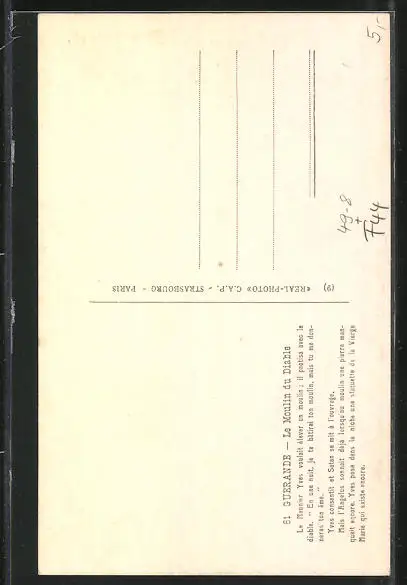 61 GUERANDE — Le Moulin du Diable
Le Meunier Yves voulait élever un moulin ; il pactisa avec le
diable. " En une nuit, je te bâtirai ton moulin, mais tu me don-
neras ton âme. "
Yves consentit et Satan se mit à l'ouvrage.
Mais l'Angelus sonnait déjà lorsqu'au moulin une pierre man-
quait encore. Yves posa dans la niche une statuette de la Vierge
Marie qui existe encore.
(9) «REAL-PHOTO» C.A.P. - STRASBOURG - PARIS
49-8
+
F44
5,-